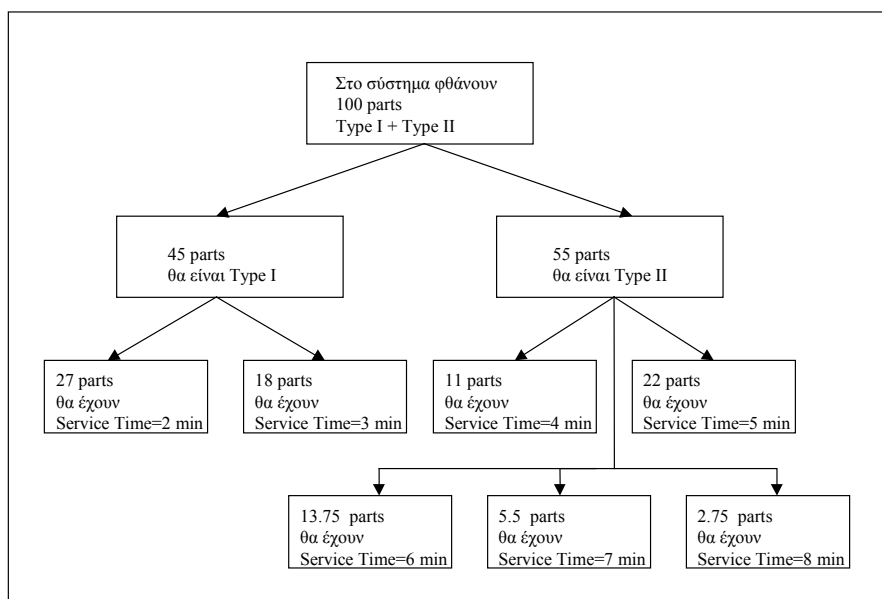 Στο σύστημα φθάνουν
100 parts
Type I + Type II
45 parts
θα είναι Type I
55 parts
θα είναι Type II
27 parts
θα έχουν
Service Time=2 min
18 parts
θα έχουν
Service Time=3 min
11 parts
θα έχουν
Service Time=4 min
22 parts
θα έχουν
Service Time=5 min
13.75 parts
θα έχουν
Service Time=6 min
5.5 parts
θα έχουν
Service Time=7 min
2.75 parts
θα έχουν
Service Time=8 min